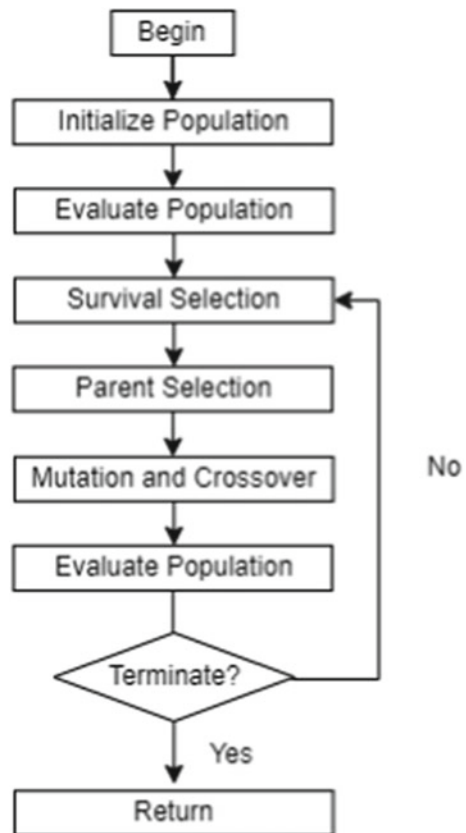 Begin
Initialize Population
Evaluate Population
Survival Selection
Parent Selection
No
Mutation and Crossover
Evaluate Population
Terminate?
Yes
Return